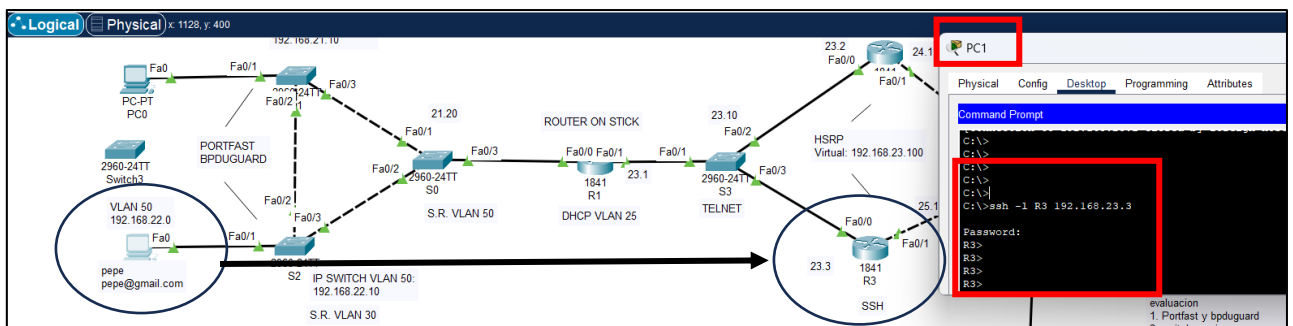 Logical Physical x: 1128, y: 400
192.168.21.10
Fa0
Fa0/1
PC-PT
PC0
Fa0/2
Fa0/3
2960-24TT
Switch3
PORTFAST
BPDUGUARD
21.20
Fa0/1
Fa0/3
Fa0/2
2960-24TT
S0
S.R. VLAN 50
ROUTER ON STICK
Fa0/0 Fa0/1
23.1
1841
R1
DHCP VLAN 25
23.10
Fa0/2
Fa0/1
Fa0/3
2960-24TT
S3
TELNET
23.2
Fa0/0
Fa0/1
HSRP
Virtual: 192.168.23.100
VLAN 50
192.168.22.0
Fa0
Fa0/1
pepe
pepe@gmail.com
Fa0/2
Fa0/3
S2
IP SWITCH VLAN 50:
192.168.22.10
S.R. VLAN 30
Fa0/0
Fa0/1
23.3
1841
R3
SSH
PC1
Physical Config Desktop Programming Attributes
Command Prompt
C:\>
C:\>
C:\>
C:\>
C:\>
C:\>ssh -l R3 192.168.23.3
Password:
R3>
R3>
R3>
R3>
evaluacion
1. Portfast y bpduguard